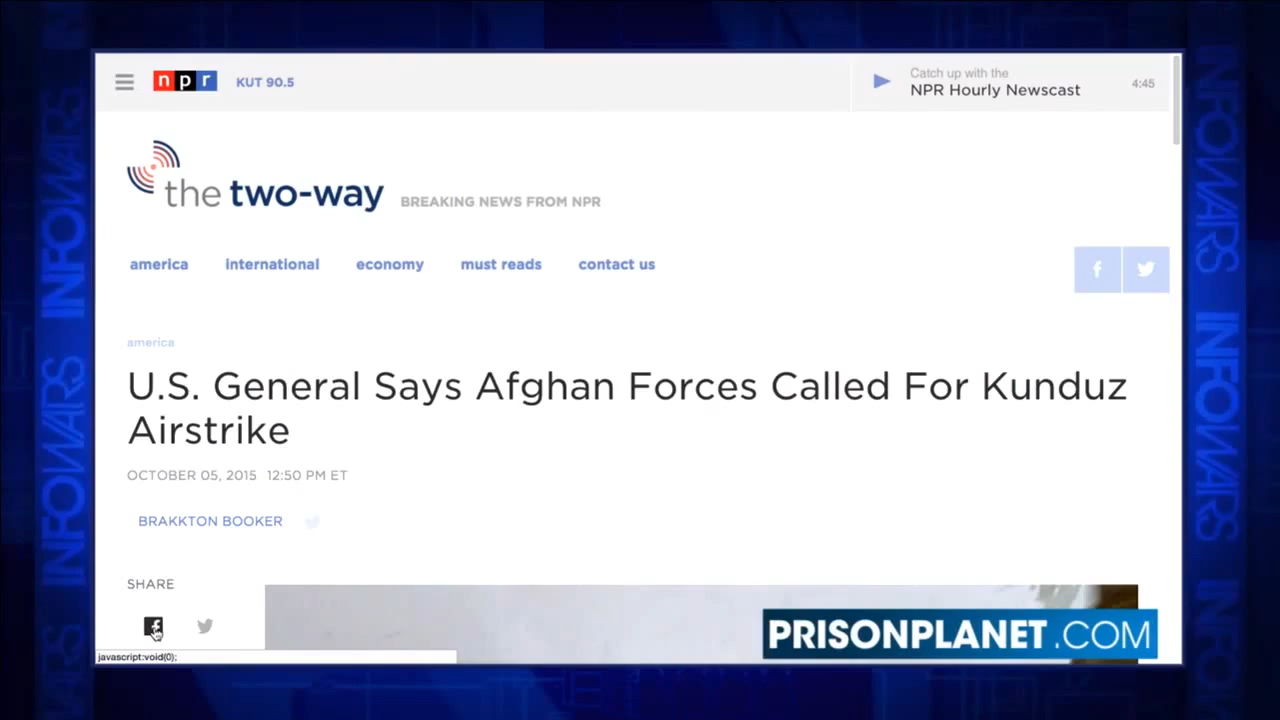 npr KUT 90.5
Catch up with the
NPR Hourly Newscast
4:45
the two-way BREAKING NEWS FROM NPR
america international economy must reads contact us
america
U.S. General Says Afghan Forces Called For Kunduz
Airstrike
OCTOBER 05, 2015 12:50 PM ET
BRAKKTON BOOKER
SHARE
PRISONPLANET.COM
javascript:void(0);
INFOWARS
INFOWARS
INFOWARS
INFOWARS